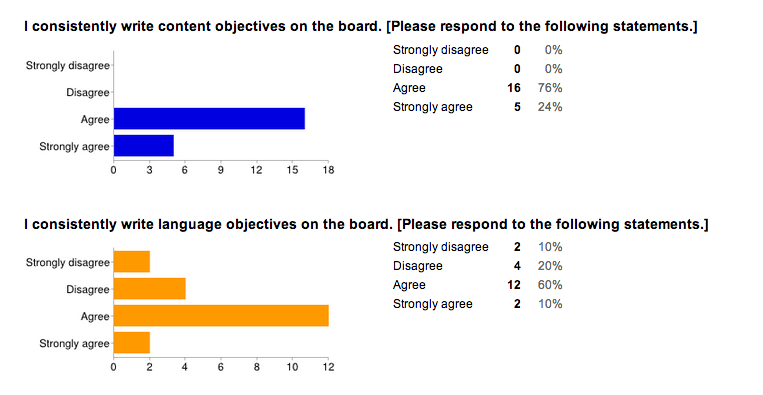 I consistently write content objectives on the board. [Please respond to the following statements.]
Strongly disagree
Disagree
Agree
Strongly agree
0 3 6 9 12 15 18
Strongly disagree 0 0%
Disagree 0 0%
Agree 16 76%
Strongly agree 5 24%
I consistently write language objectives on the board. [Please respond to the following statements.]
Strongly disagree
Disagree
Agree
Strongly agree
0 2 4 6 8 10 12
Strongly disagree 2 10%
Disagree 4 20%
Agree 12 60%
Strongly agree 2 10%